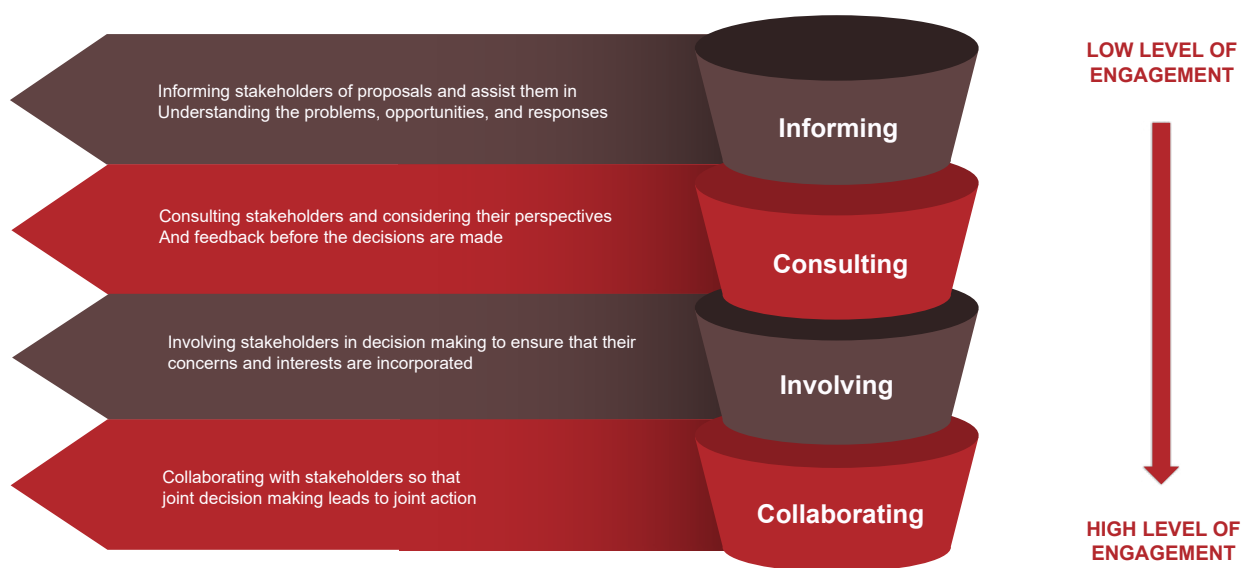 LOW LEVEL OF
ENGAGEMENT
Informing stakeholders of proposals and assist them in
Understanding the problems, opportunities, and responses
Informing
Consulting stakeholders and considering their perspectives
And feedback before the decisions are made
Consulting
Involving stakeholders in decision making to ensure that their
concerns and interests are incorporated
Involving
Collaborating with stakeholders so that
joint decision making leads to joint action
Collaborating
HIGH LEVEL OF
ENGAGEMENT